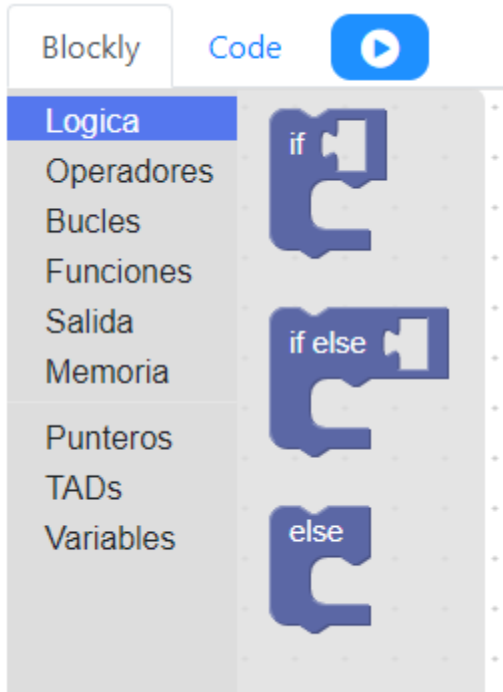 Blockly Code
Logica
Operadores
Bucles
Funciones
Salida
Memoria
Punteros
TADs
Variables
if
if else
else